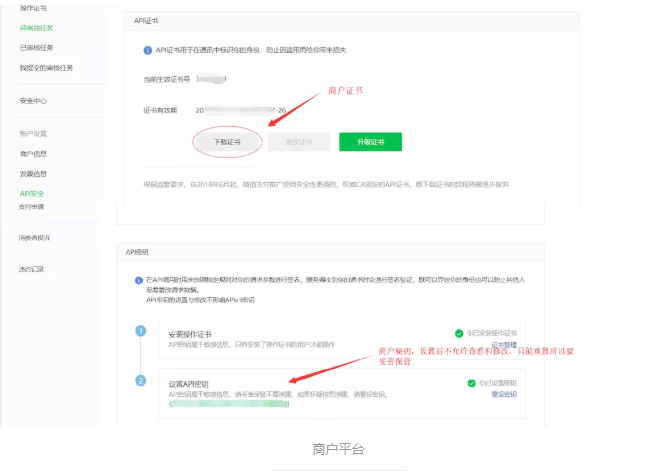 操作证书
待审核任务
已审核任务
我提交的审核任务
安全中心
账户设置
商户信息
发票信息
API安全
支付申请
消费者投诉
违约记录
API证书
API证书用于在通讯中标识你的身份，防止因盗用而给你带来损失
当前生效证书号
商户证书
证书有效期 20 -26
下载证书 更改证书 升级证书
根据监管要求，自2018年6月起，微信支付推广使用安全性更高的、权威CA颁发的API证书，原下载证书的流程将被逐步废弃
API密钥
在API调用时用来按照指定规则对你的请求参数进行签名，服务器收到你的请求时会进行签名验证，既可以界定你的身份也可以防止其他人
恶意篡改请求数据。
API密钥的设置与修改不影响APIv3密钥
1 安装操作证书 你已安装操作证书
API密钥属于敏感信息，只有安装了操作证书的用户才能操作 证书管理
商户秘钥，设置后不允许查看和修改，只能重置所以要
妥善保管
2 设置API密钥 你已设置密钥
API密钥属于敏感信息，请妥善保管不要泄露，如果怀疑信息泄露，请重设密钥。 重设密钥
商户平台